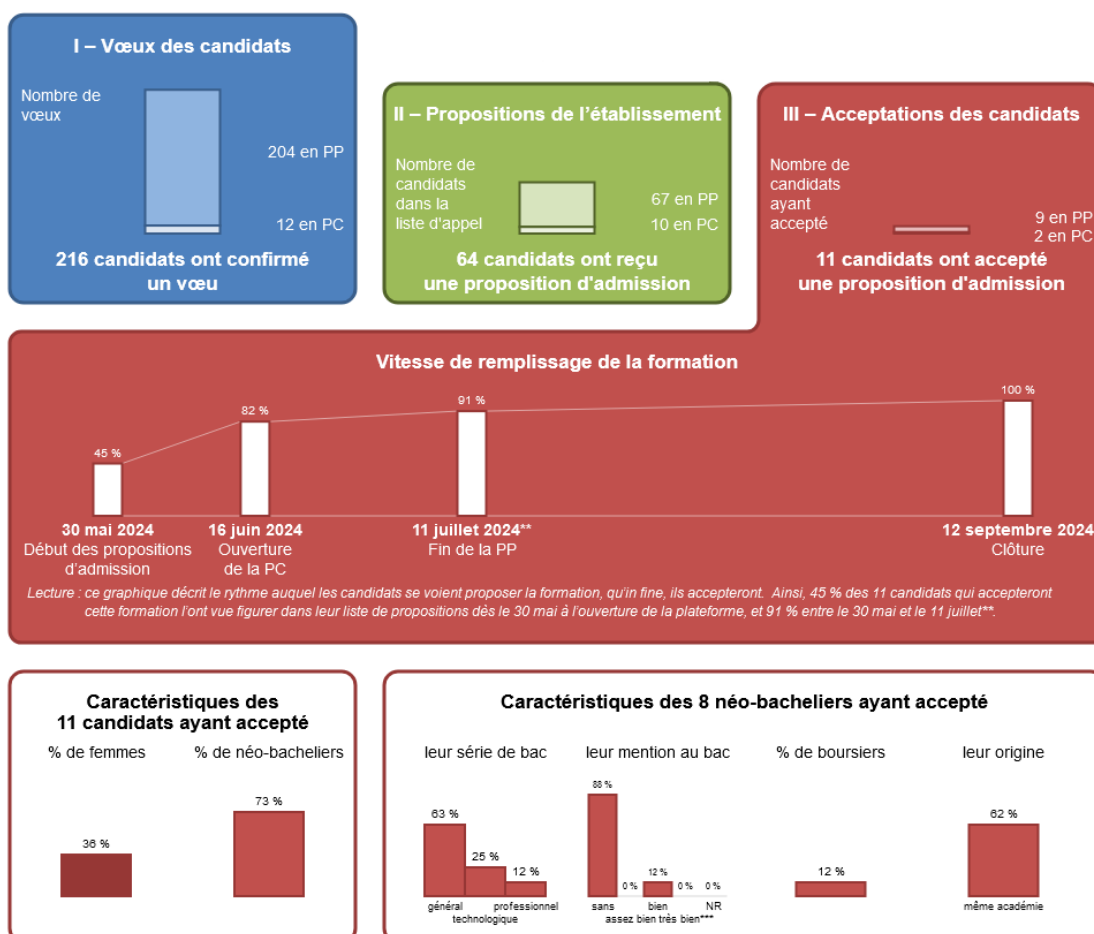 I – Vœux des candidats
Nombre de
vœux
204 en PP
12 en PC
216 candidats ont confirmé
un vœu
II – Propositions de l'établissement
Nombre de
candidats
dans la
liste d'appel
67 en PP
10 en PC
64 candidats ont reçu
une proposition d'admission
III – Acceptations des candidats
Nombre de
candidats
ayant
accepté
9 en PP
2 en PC
11 candidats ont accepté
une proposition d'admission
Vitesse de remplissage de la formation
45 %
82 %
91 %
100 %
30 mai 2024
Début des propositions
d'admission
16 juin 2024
Ouverture
de la PC
11 juillet 2024**
Fin de la PP
12 septembre 2024
Clôture
Lecture : ce graphique décrit le rythme auquel les candidats se voient proposer la formation, qu'in fine, ils accepteront. Ainsi, 45 % des 11 candidats qui accepteront
cette formation l'ont vue figurer dans leur liste de propositions dès le 30 mai à l'ouverture de la plateforme, et 91 % entre le 30 mai et le 11 juillet**.
Caractéristiques des
11 candidats ayant accepté
% de femmes
% de néo-bacheliers
36 %
73 %
Caractéristiques des 8 néo-bacheliers ayant accepté
leur série de bac
63 %
25 %
12 %
général
professionnel
technologique
leur mention au bac
88 %
0 %
12 %
0 %
0 %
sans
bien
NR
assez bien très bien***
% de boursiers
12 %
leur origine
62 %
même académie